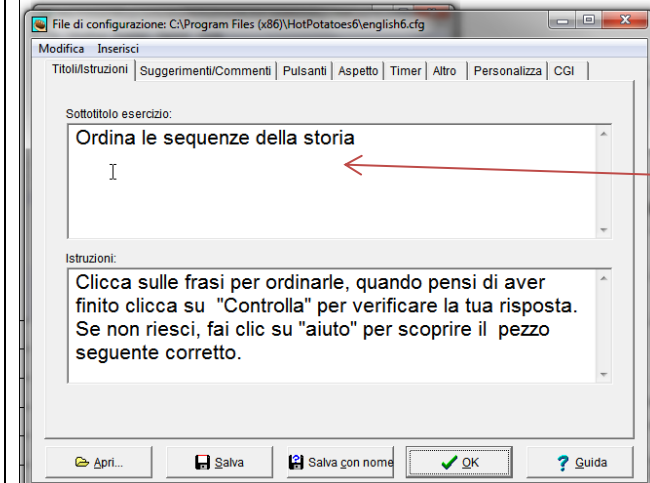 File di configurazione: C:\Program Files (x86)\HotPotatoes6\english6.cfg
Modifica Inserisci
Titoli/Istruzioni Suggerimenti/Commenti Pulsanti Aspetto Timer Altro Personalizza CGI
Sottotitolo esercizio:
Ordina le sequenze della storia
Istruzioni:
Clicca sulle frasi per ordinarle, quando pensi di aver
finito clicca su "Controlla" per verificare la tua risposta.
Se non riesci, fai clic su "aiuto" per scoprire il pezzo
seguente corretto.
Apri... Salva Salva con nome OK Guida